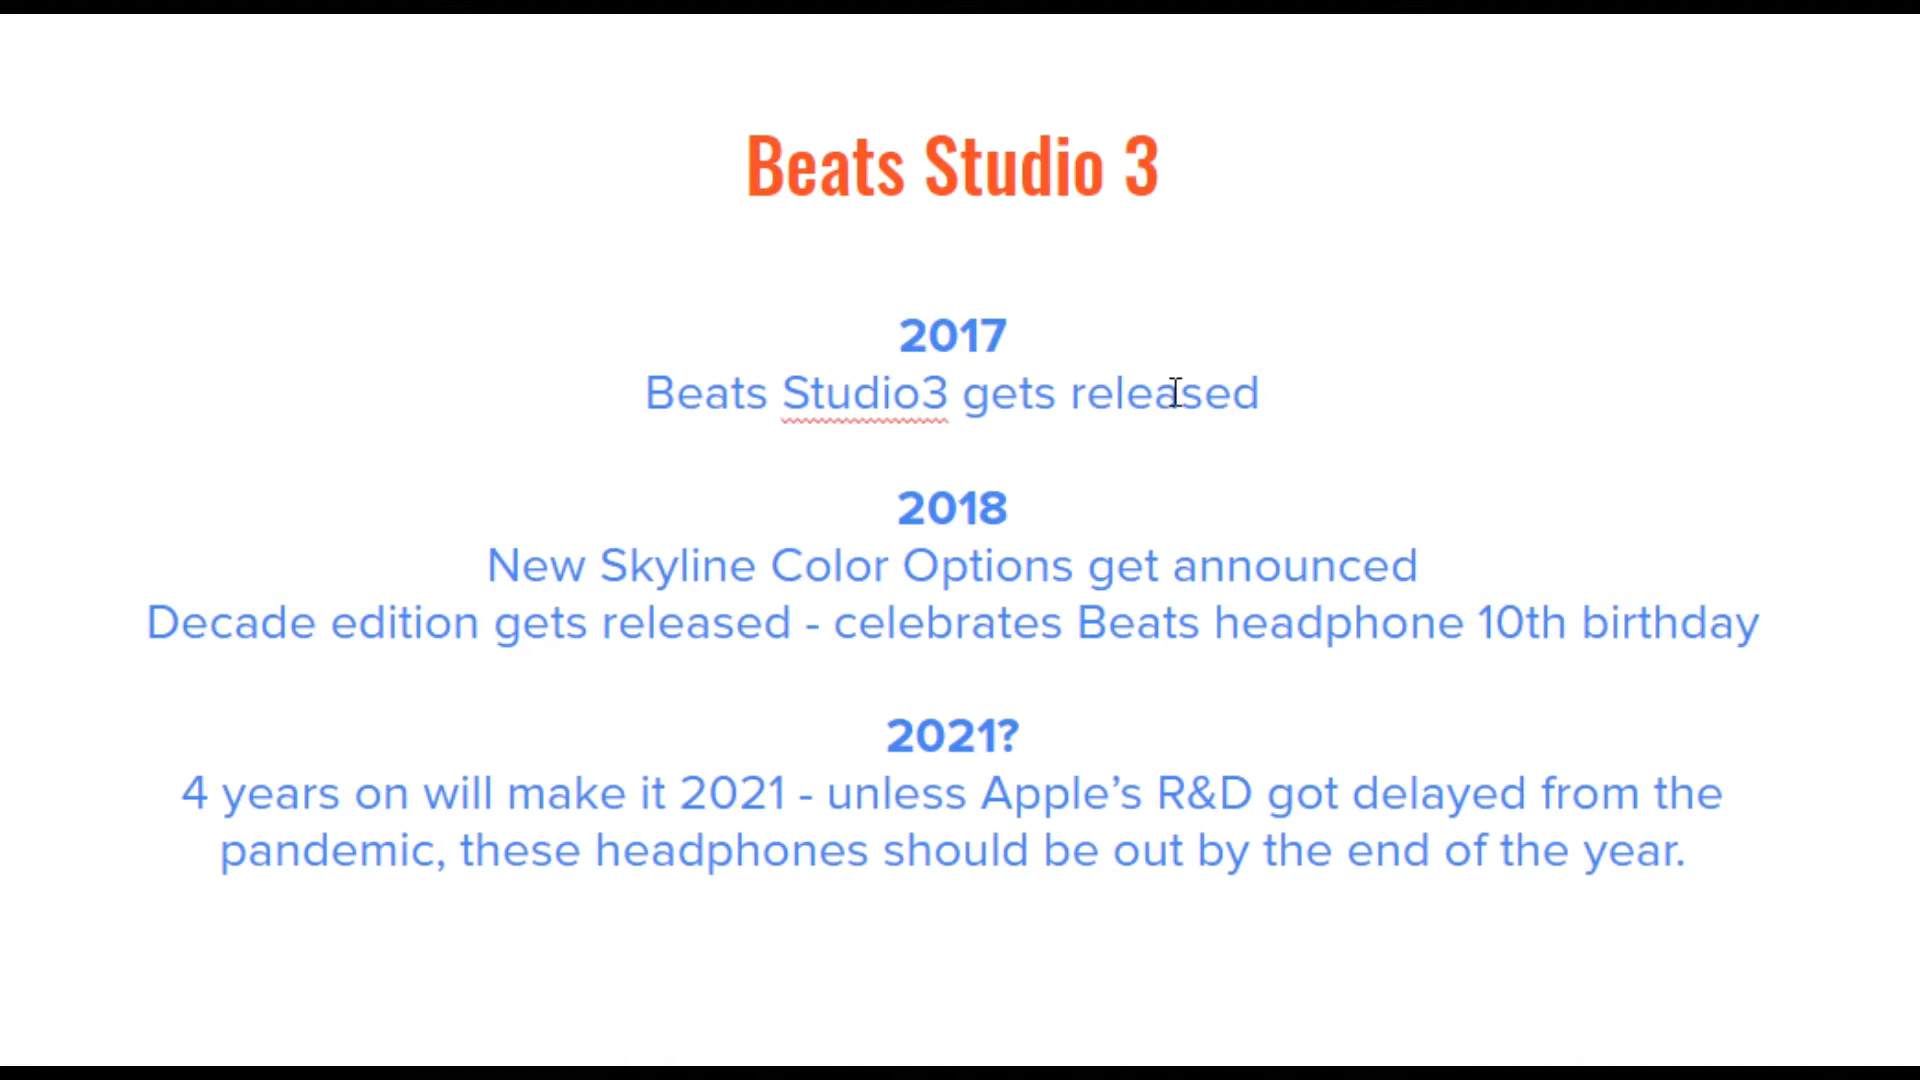 Beats Studio 3
2017
Beats Studio3 gets released
2018
New Skyline Color Options get announced
Decade edition gets released - celebrates Beats headphone 10th birthday
2021?
4 years on will make it 2021 - unless Apple’s R&D got delayed from the
pandemic, these headphones should be out by the end of the year.